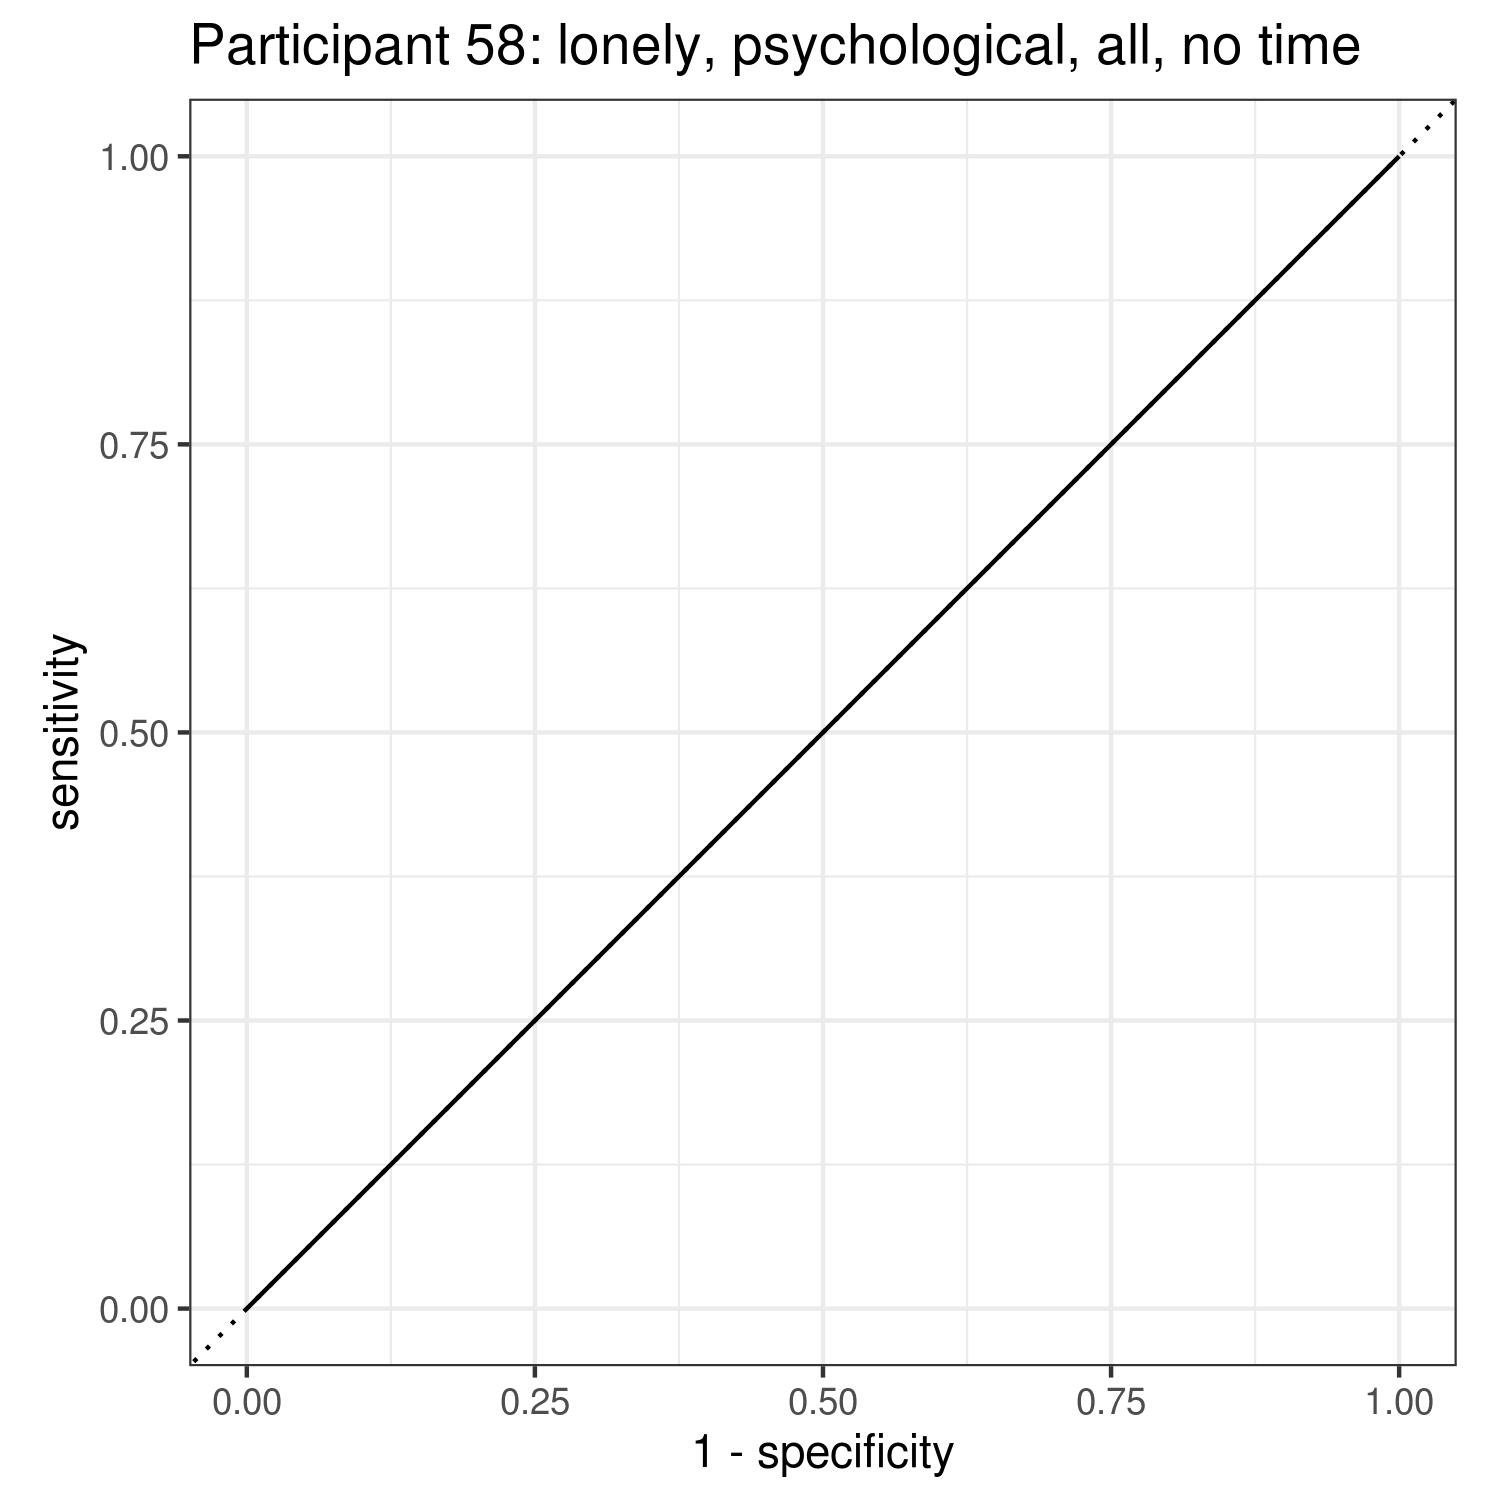 Participant 58: lonely, psychological, all, no time
1.00
0.75
0.50
0.25
0.00
sensitivity
0.00 0.25 0.50 0.75 1.00
1 - specificity